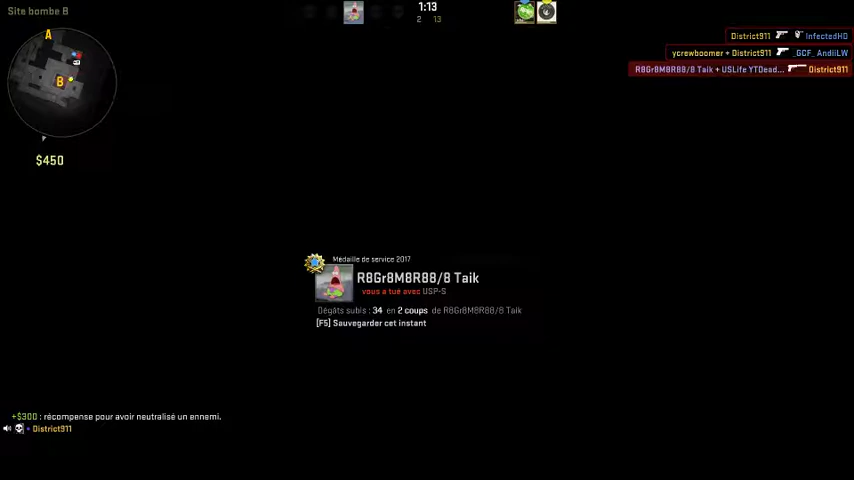 Site bombe B
1:13
2 13
A
B
$450
District911 InfectedHD
ycrewboomer + District911 _GCF_ AndiiLW
R8Gr8M8R88/8 Taik + USLife YTDead... District911
Médaille de service 2017
R8Gr8M8R88/8 Taik
vous a tué avec USP-S
Dégâts subis : 34 en 2 coups de R8Gr8M8R88/8 Taik
[F5] Sauvegarder cet instant
+$300 : récompense pour avoir neutralisé un ennemi.
District911